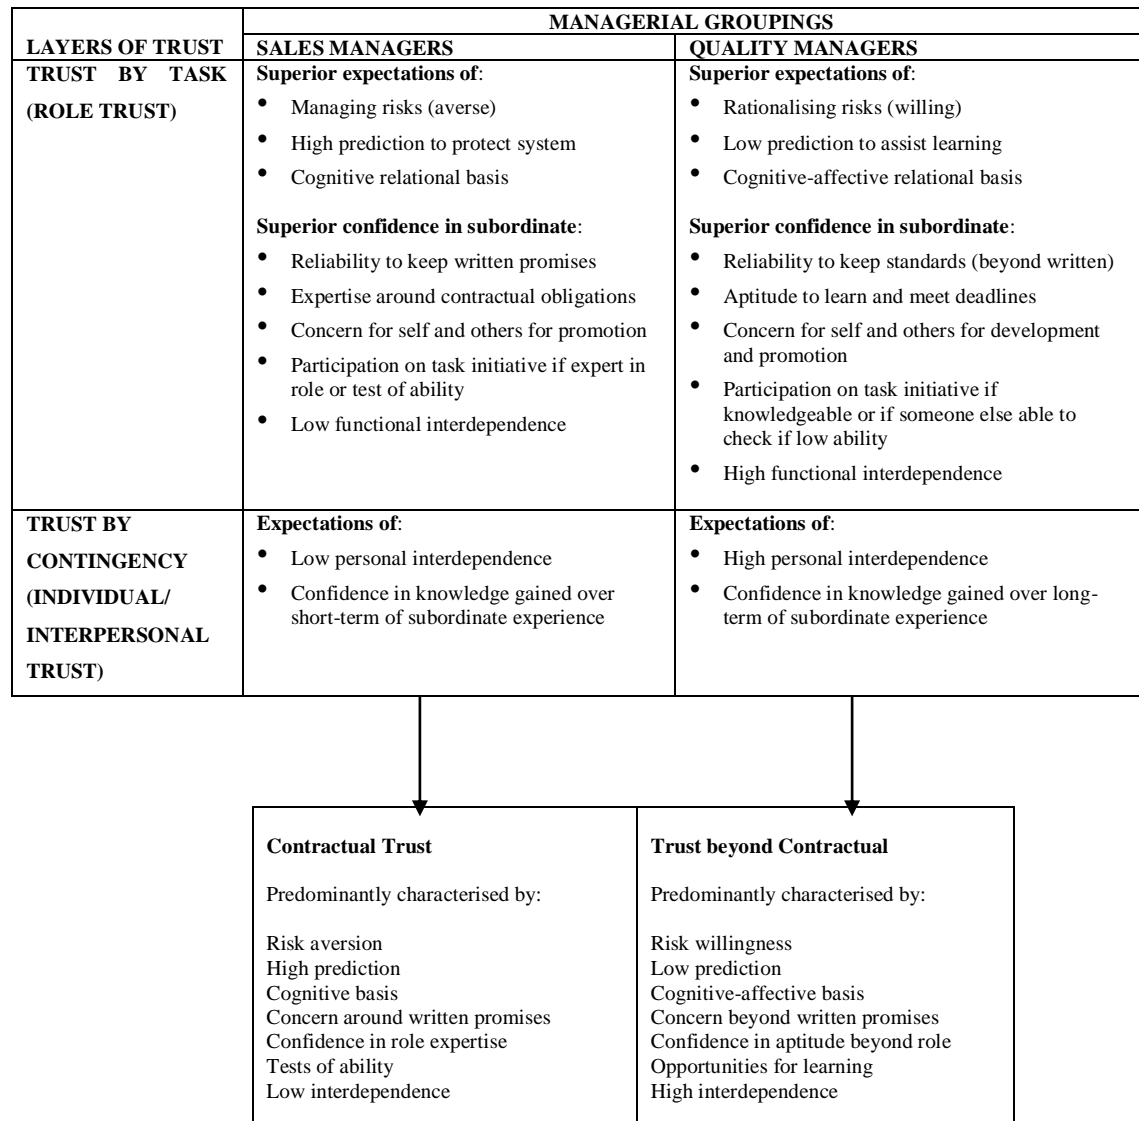 MANAGERIAL GROUPINGS
LAYERS OF TRUST
SALES MANAGERS
QUALITY MANAGERS
TRUST BY TASK
(ROLE TRUST)
Superior expectations of:
• Managing risks (averse)
• High prediction to protect system
• Cognitive relational basis
Superior confidence in subordinate:
• Reliability to keep written promises
• Expertise around contractual obligations
• Concern for self and others for promotion
• Participation on task initiative if expert in
role or test of ability
• Low functional interdependence
Superior expectations of:
• Rationalising risks (willing)
• Low prediction to assist learning
• Cognitive-affective relational basis
Superior confidence in subordinate:
• Reliability to keep standards (beyond written)
• Aptitude to learn and meet deadlines
• Concern for self and others for development
and promotion
• Participation on task initiative if
knowledgeable or if someone else able to
check if low ability
• High functional interdependence
TRUST BY
CONTINGENCY
(INDIVIDUAL/
INTERPERSONAL
TRUST)
Expectations of:
• Low personal interdependence
• Confidence in knowledge gained over
short-term of subordinate experience
Expectations of:
• High personal interdependence
• Confidence in knowledge gained over long-
term of subordinate experience
Contractual Trust
Predominantly characterised by:
Risk aversion
High prediction
Cognitive basis
Concern around written promises
Confidence in role expertise
Tests of ability
Low interdependence
Trust beyond Contractual
Predominantly characterised by:
Risk willingness
Low prediction
Cognitive-affective basis
Concern beyond written promises
Confidence in aptitude beyond role
Opportunities for learning
High interdependence